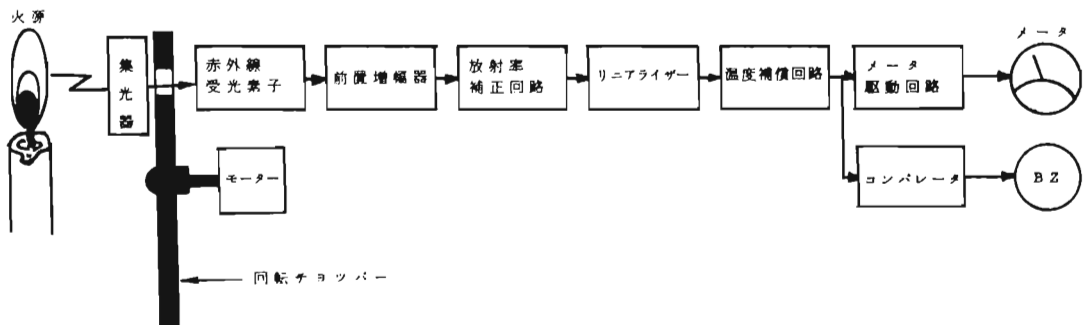 火源
集
光
器
赤外線
受光素子
前置増幅器
放射率
補正回路
リニアライザー
温度補償回路
メータ
駆動回路
メータ
モーター
コンパレータ
BZ
回転チョッパー